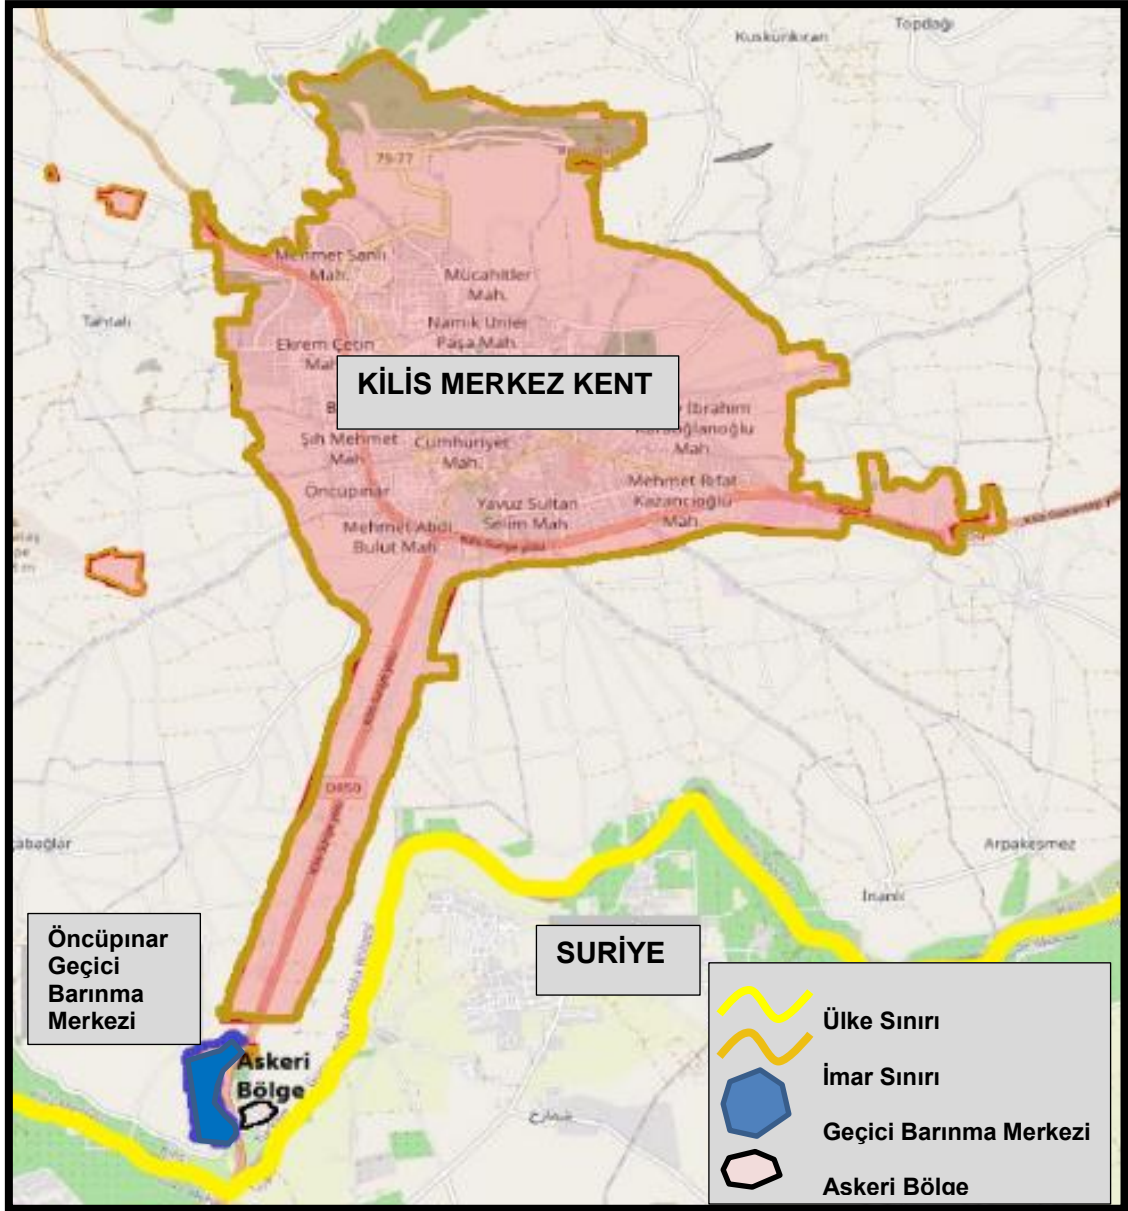 Topdağı
Kuskunkıran
79-77
Mehmet Sanlı
Mah.
Mücahitler
Mah.
Tahtalı
Namık Ünler
Paşa Mah.
Ekrem Çetin
Mah
KİLİS MERKEZ KENT
B
İbrahim
Mah.
Şıh Mehmet
Mah.
Cumhuriyet
Mah.
Öncüpınar
Mehmet Rıfat
Kazancıoğlu
Mah.
Yavuz Sultan
Selim Mah.
Mehmet Abdi
Bulut Mah.
D850
abağlar
Arpakesmez
İnanlı
Öncüpınar
Geçici
Barınma
Merkezi
SURİYE
Askeri
Bölge
Ülke Sınırı
İmar Sınırı
Geçici Barınma Merkezi
Askeri Bölge